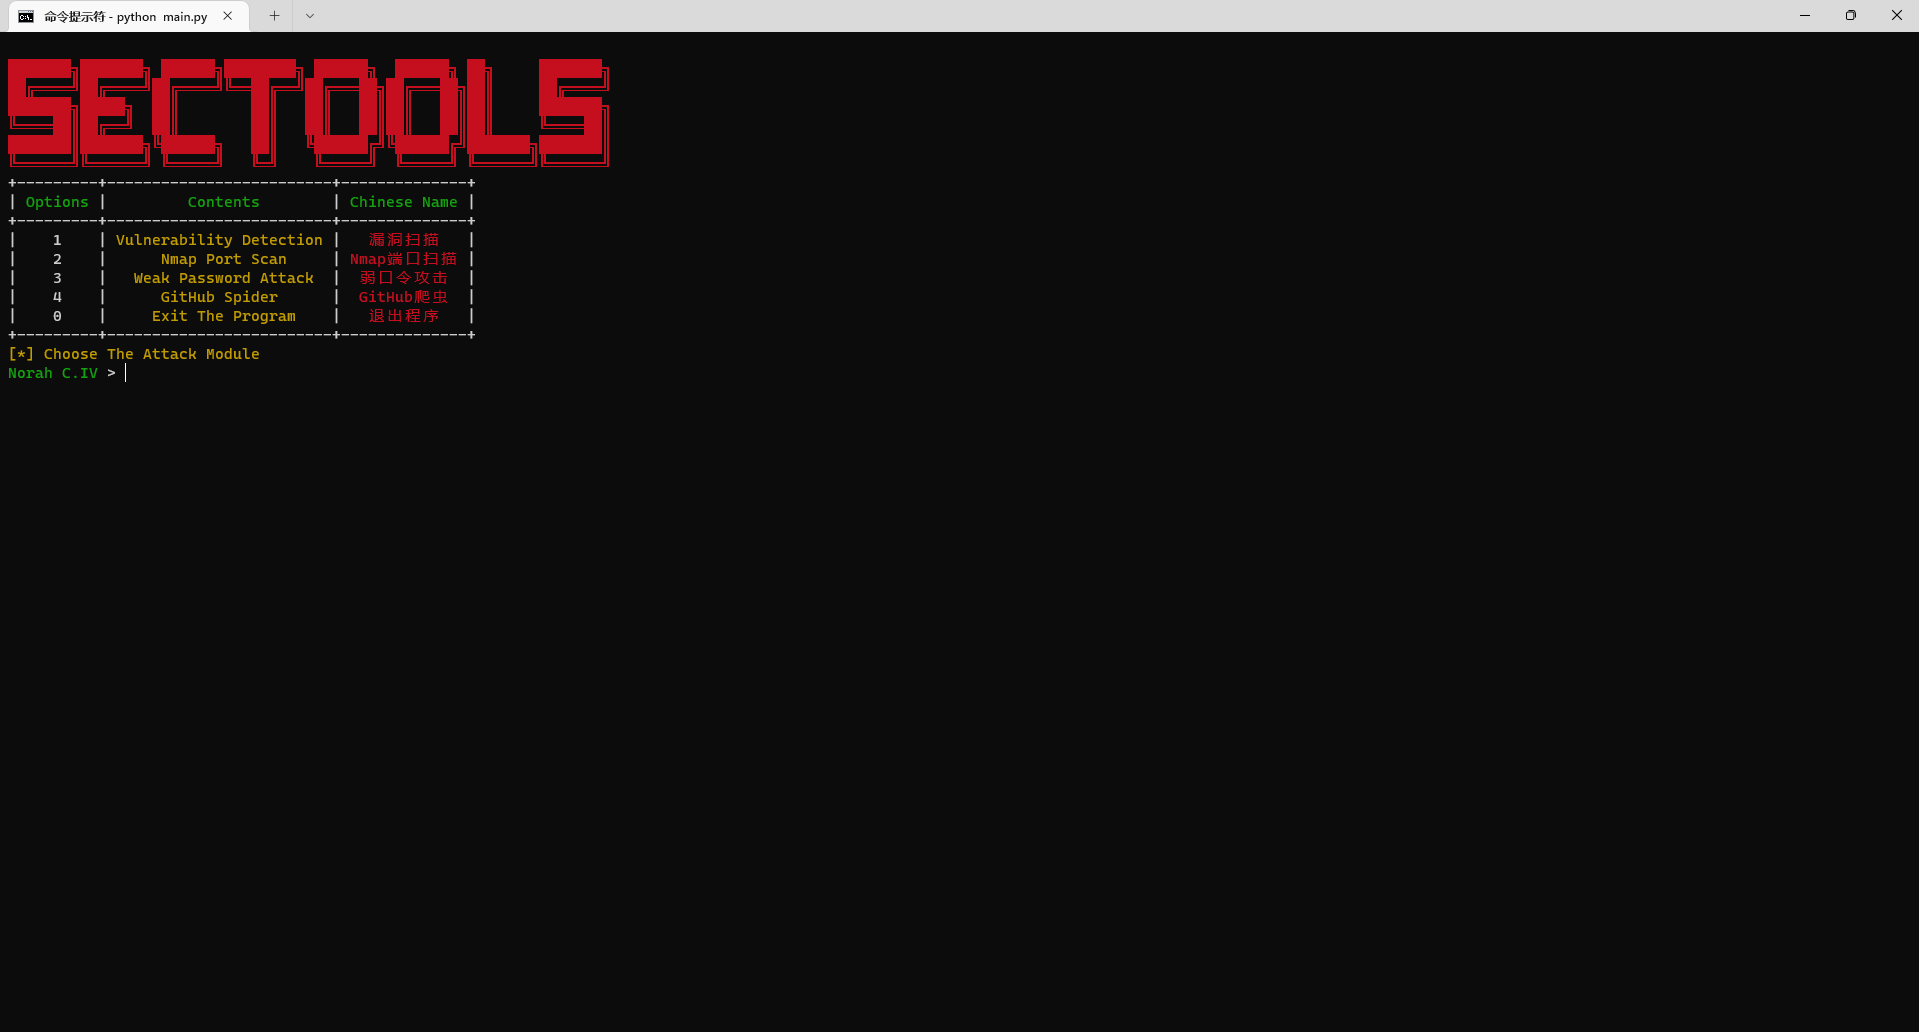 命令提示符 - python  main.py
SECTOOLS
Options Contents Chinese Name
1 Vulnerability Detection 漏洞扫描
2 Nmap Port Scan Nmap端口扫描
3 Weak Password Attack 弱口令攻击
4 GitHub Spider GitHub爬虫
0 Exit The Program 退出程序
[*] Choose The Attack Module
Norah C.IV >